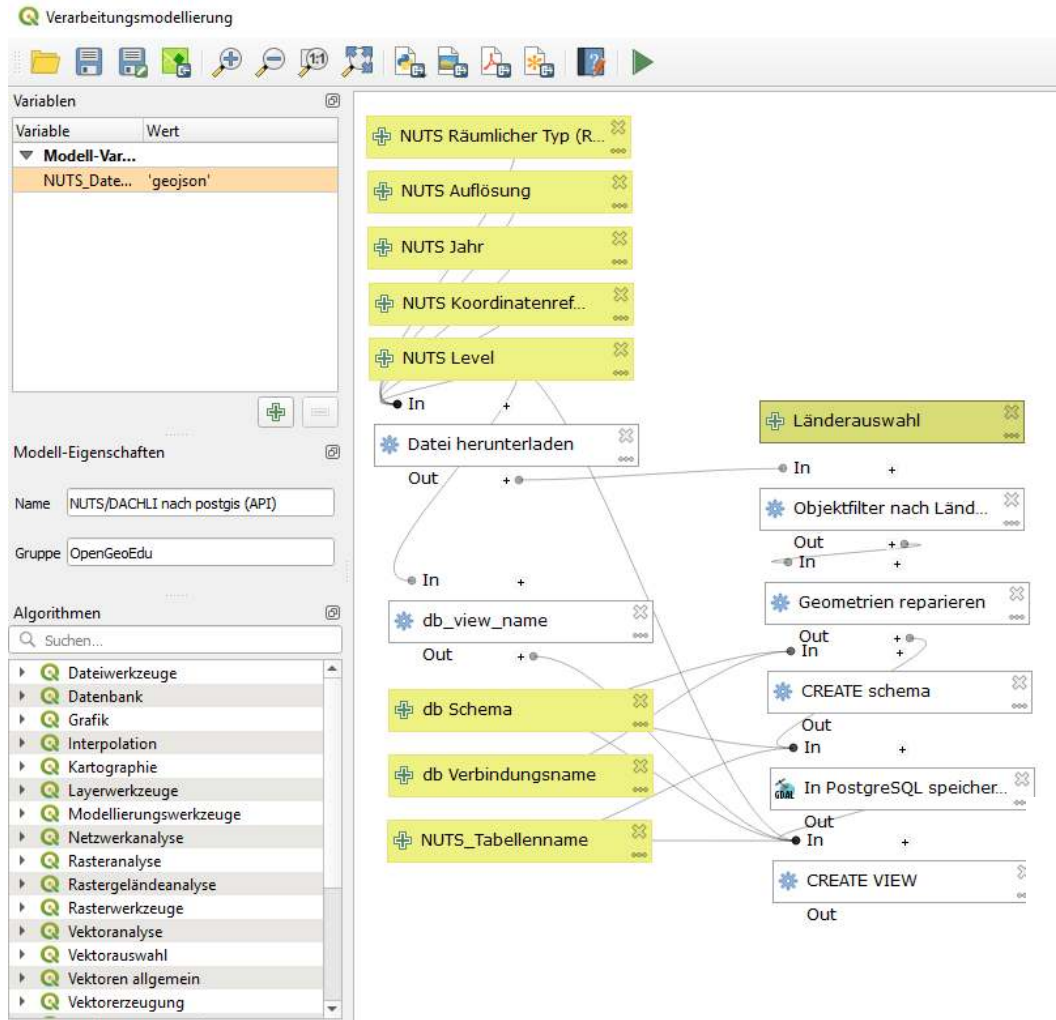 Verarbeitungsmodellierung
1:1
Variablen
Variable Wert
Modell-Var...
NUTS_Date... 'geojson'
Modell-Eigenschaften
Name NUTS/DACHLI nach postgis (API)
Gruppe OpenGeoEdu
Algorithmen
Suchen...
Dateiwerkzeuge
Datenbank
Grafik
Interpolation
Kartographie
Layerwerkzeuge
Modellierungswerkzeuge
Netzwerkanalyse
Rasteranalyse
Rastergeländeanalyse
Rasterwerkzeuge
Vektoranalyse
Vektorauswahl
Vektoren allgemein
Vektorerzeugung
NUTS Räumlicher Typ (R...
NUTS Auflösung
NUTS Jahr
NUTS Koordinatenref...
NUTS Level
In +
Datei herunterladen
Out +
In +
db_view_name
Out +
db Schema
db Verbindungsname
NUTS_Tabellenname
Länderauswahl
In +
Objektfilter nach Länd...
Out +
In +
Geometrien reparieren
Out +
In +
CREATE schema
Out
In +
GDAL In PostgreSQL speicher...
Out
In +
CREATE VIEW
Out